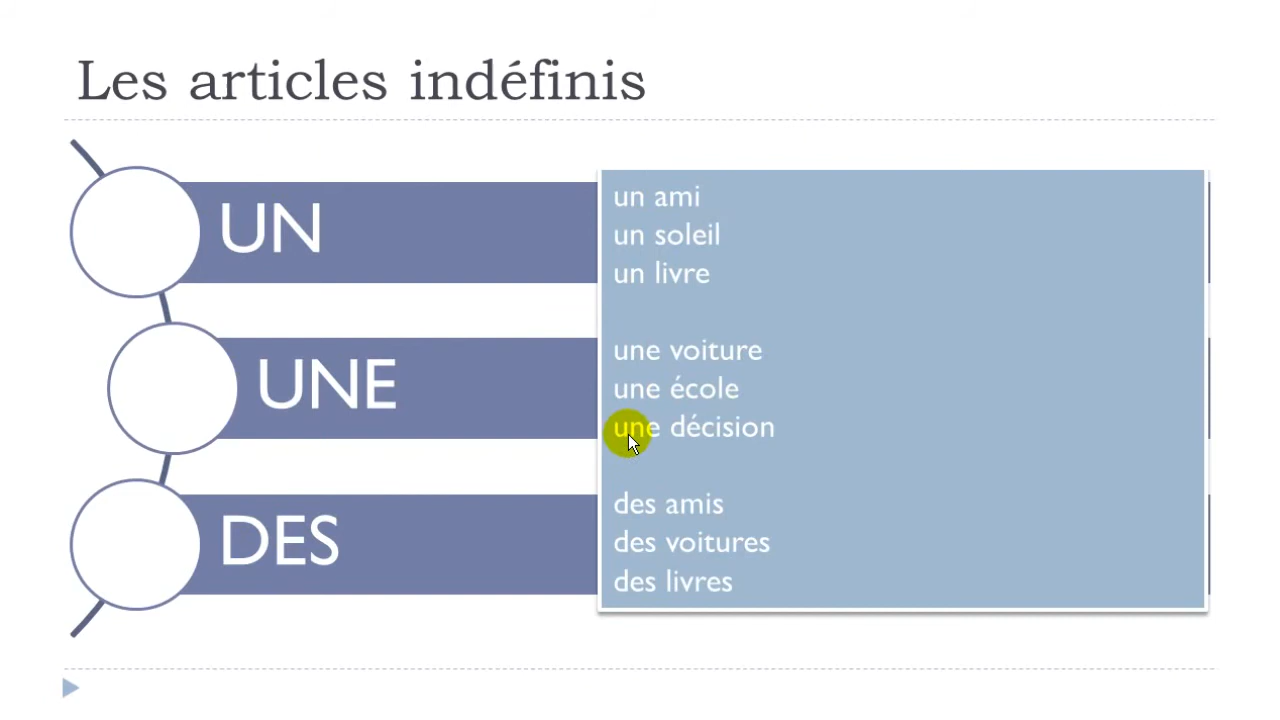 Les articles indéfinis
UN
un ami
un soleil
un livre
UNE
une voiture
une école
une décision
DES
des amis
des voitures
des livres